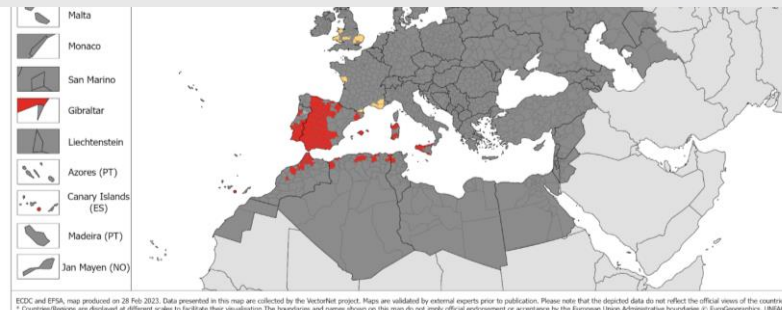 Malta
Monaco
San Marino
Gibraltar
Liechtenstein
Azores (PT)
Canary Islands
(ES)
Madeira (PT)
Jan Mayen (NO)
ECDC and EFSA, map produced on 28 Feb 2023. Data presented in this map are collected by the VectorNet project. Maps are validated by external experts prior to publication. Please note that the depicted data do not reflect the official views of the countries
* Countries/Regions are displayed at different scales to facilitate their visualisation. The boundaries and names shown on this map do not imply official endorsement or acceptance by the European Union. Administrative boundaries © EuroGeographics, UNFAO